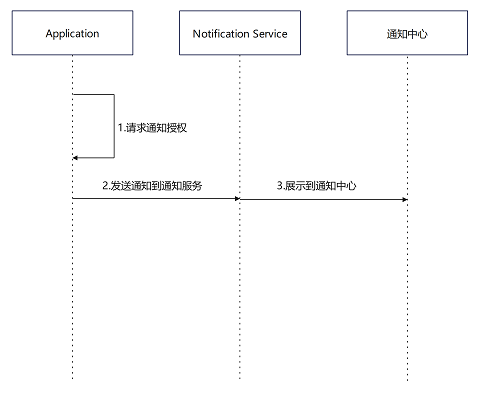 Application
Notification Service
通知中心
1.请求通知授权
2.发送通知到通知服务
3.展示到通知中心